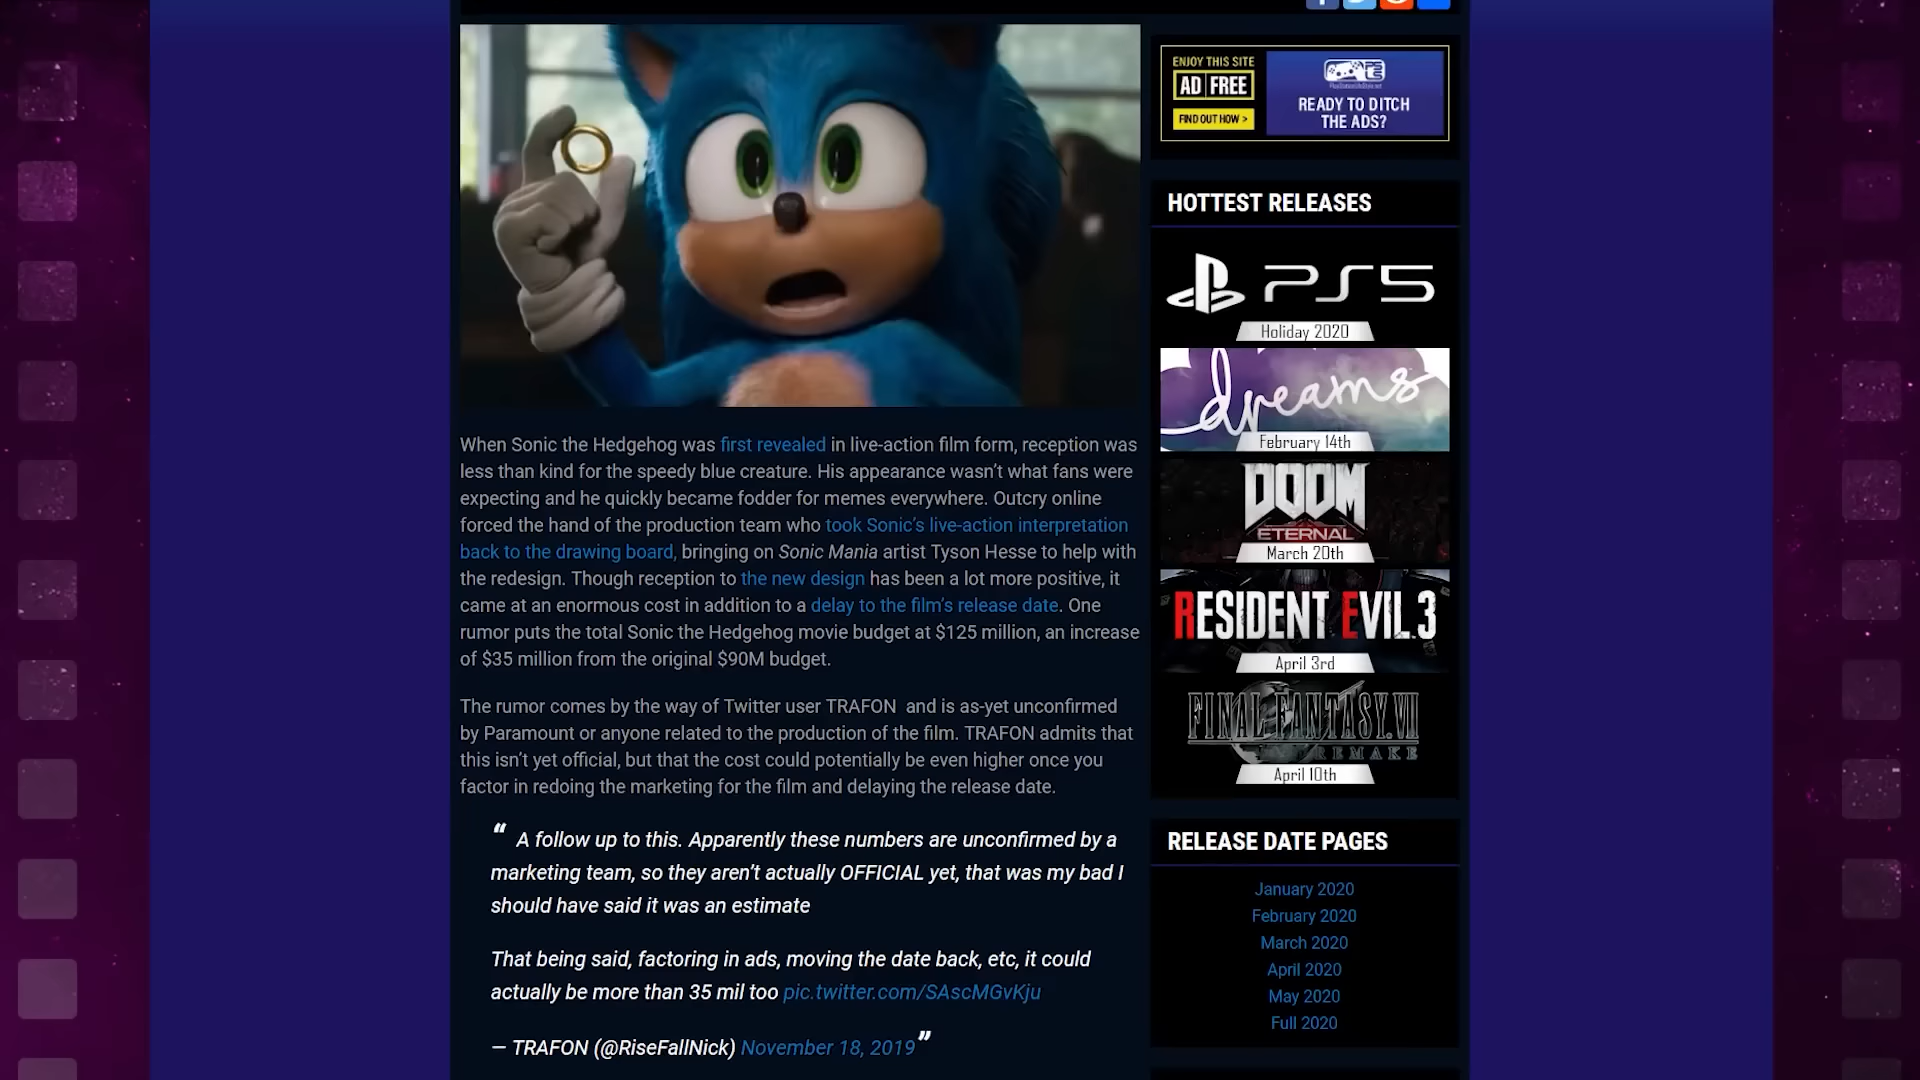 ENJOY THIS SITE
AD FREE
FIND OUT HOW >
READY TO DITCH
THE ADS?
When Sonic the Hedgehog was first revealed in live-action film form, reception was
less than kind for the speedy blue creature. His appearance wasn’t what fans were
expecting and he quickly became fodder for memes everywhere. Outcry online
forced the hand of the production team who took Sonic’s live-action interpretation
back to the drawing board, bringing on Sonic Mania artist Tyson Hesse to help with
the redesign. Though reception to the new design has been a lot more positive, it
came at an enormous cost in addition to a delay to the film’s release date. One
rumor puts the total Sonic the Hedgehog movie budget at $125 million, an increase
of $35 million from the original $90M budget.
The rumor comes by the way of Twitter user TRAFON and is as-yet unconfirmed
by Paramount or anyone related to the production of the film. TRAFON admits that
this isn’t yet official, but that the cost could potentially be even higher once you
factor in redoing the marketing for the film and delaying the release date.
“ A follow up to this. Apparently these numbers are unconfirmed by a
marketing team, so they aren’t actually OFFICIAL yet, that was my bad I
should have said it was an estimate
That being said, factoring in ads, moving the date back, etc, it could
actually be more than 35 mil too pic.twitter.com/SAscMGvKju
— TRAFON (@RiseFallNick) November 18, 2019 ”
HOTTEST RELEASES
PS5
Holiday 2020
dreams
February 14th
DOOM
ETERNAL
March 20th
RESIDENT EVIL 3
April 3rd
FINAL FANTASY VII
REMAKE
April 10th
RELEASE DATE PAGES
January 2020
February 2020
March 2020
April 2020
May 2020
Full 2020